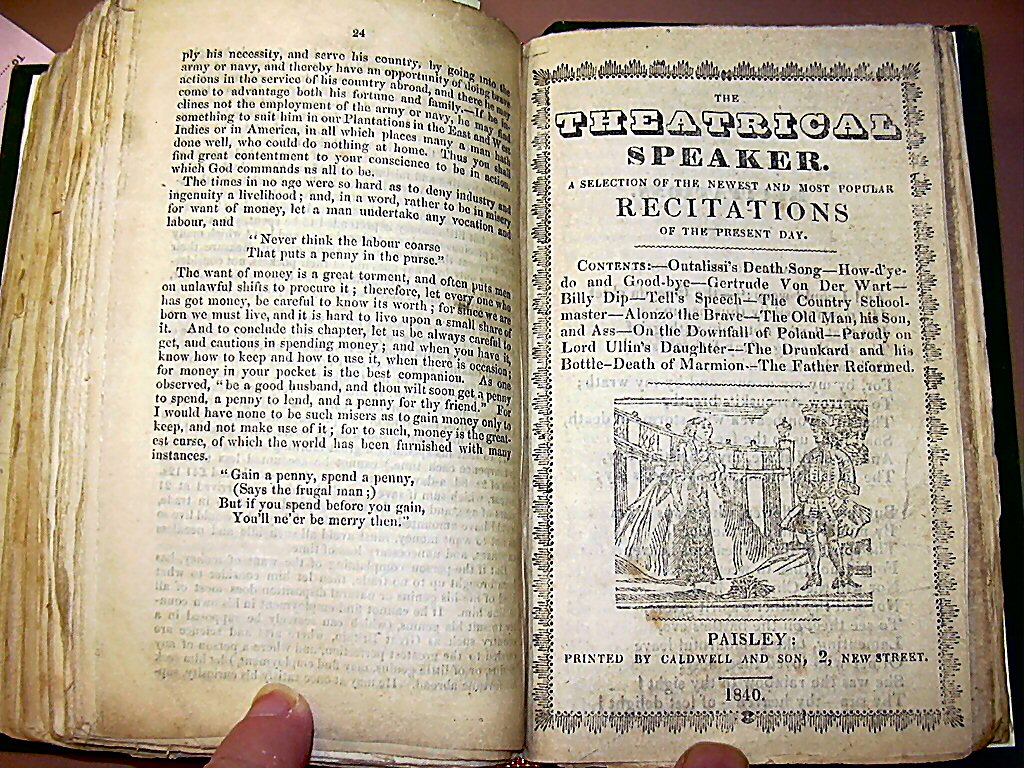 24
ply his necessity, and serve his country, by going into the
army or navy, and thereby have an opportunity of doing brave
actions in the service of his country abroad, and there he may
come to advantage both his fortune and family. If he in-
clines not the employment of the army or navy, he may find
something to suit him in our Plantations in the East and West
Indies or in America, in all which places many a man hath
done well, who could do nothing at home. Thus you shall
find great contentment to your conscience to be in action,
which God commands us all to be.
The times in no age were so hard as to deny industry and
ingenuity a livelihood; and, in a word, rather to be in misery
for want of money, let a man undertake any vocation and
labour, and
"Never think the labour coarse
That puts a penny in the purse."
The want of money is a great torment, and often puts men
on unlawful shifts to procure it; therefore, let every one who
has got money, be careful to know its worth; for since we are
born we must live, and it is hard to live upon a small share of
it. And to conclude this chapter, let us be always careful to
get, and cautious in spending money; and when you have it,
know how to keep and how to use it, when there is occasion;
for money in your pocket is the best companion. As one
observed, "be a good husband, and thou wilt soon get a penny
to spend, a penny to lend, and a penny for thy friend." For
I would have none to be such misers as to gain money only to
keep, and not make use of it; for to such, money is the great-
est curse, of which the world has been furnished with many
instances.
"Gain a penny, spend a penny,
(Says the frugal man;)
But if you spend before you gain,
You'll ne'er be merry then."
THE
THEATRICAL
SPEAKER.
A SELECTION OF THE NEWEST AND MOST POPULAR
RECITATIONS
OF THE PRESENT DAY.
CONTENTS:—Outalissi's Death Song—How-d'ye-
do and Good-bye—Gertrude Von Der Wart—
Billy Dip—Tell's Speech—The Country School-
master—Alonzo the Brave—The Old Man, his Son,
and Ass—On the Downfall of Poland—Parody on
Lord Ullin's Daughter—The Drunkard and his
Bottle—Death of Marmion—The Father Reformed.
PAISLEY:
PRINTED BY CALDWELL AND SON, 2, NEW STREET.
1840.